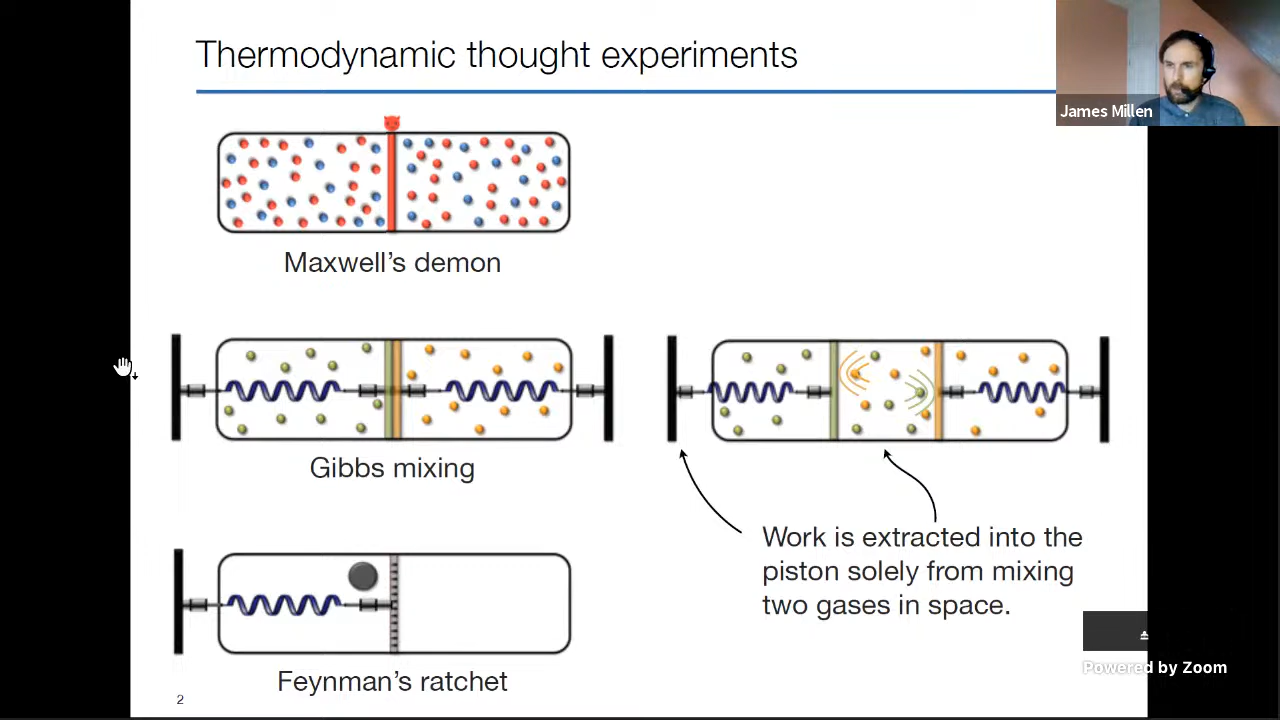 Thermodynamic thought experiments
James Millen
Maxwell's demon
Gibbs mixing
Work is extracted into the
piston solely from mixing
two gases in space.
Feynman's ratchet
2
Powered by Zoom